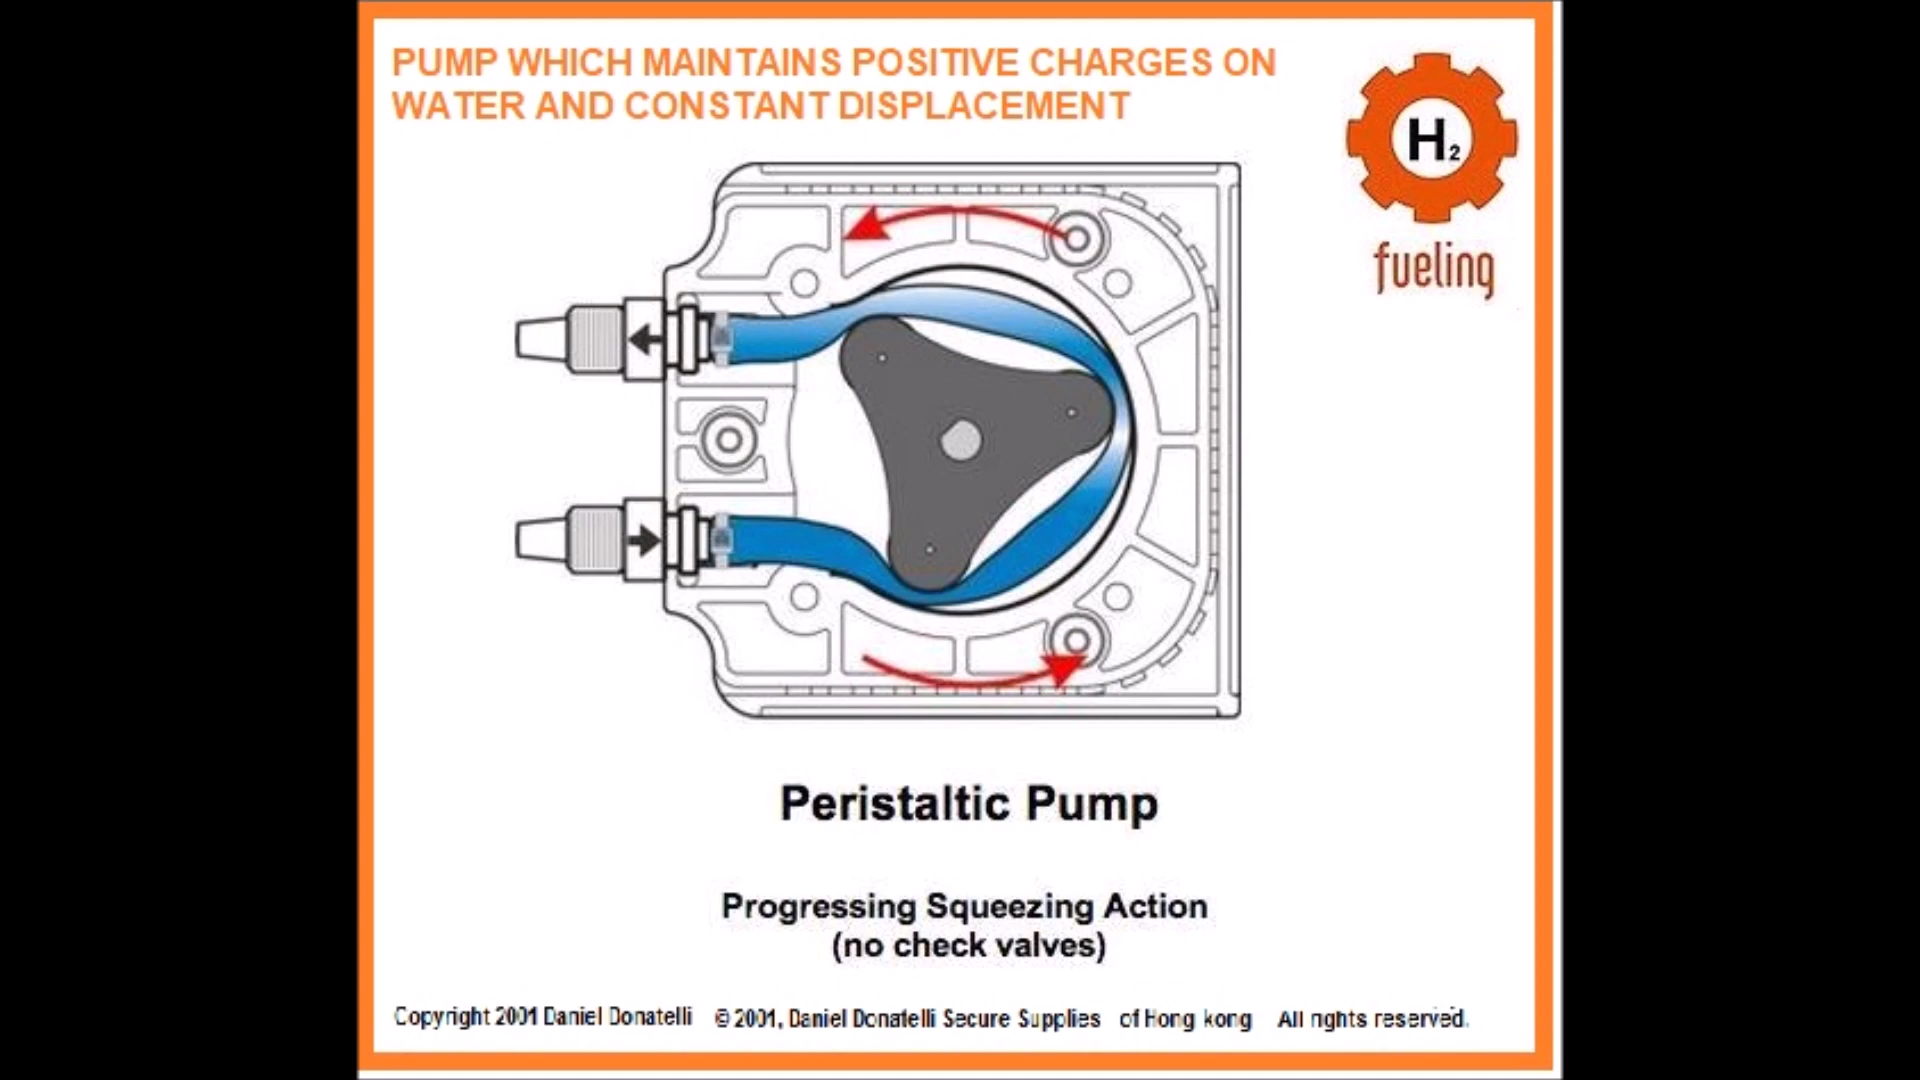 PUMP WHICH MAINTAINS POSITIVE CHARGES ON
WATER AND CONSTANT DISPLACEMENT
H2
fueling
Peristaltic Pump
Progressing Squeezing Action
(no check valves)
Copyright 2001 Daniel Donatelli © 2001, Daniel Donatelli Secure Supplies of Hong kong All rights reserved.